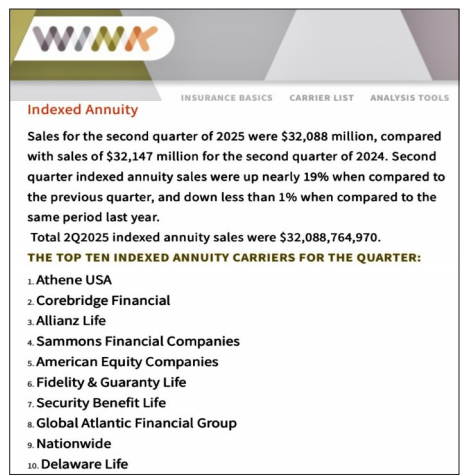 WINK
INSURANCE BASICS CARRIER LIST ANALYSIS TOOLS
Indexed Annuity
Sales for the second quarter of 2025 were $32,088 million, compared
with sales of $32,147 million for the second quarter of 2024. Second
quarter indexed annuity sales were up nearly 19% when compared to
the previous quarter, and down less than 1% when compared to the
same period last year.
Total 2Q2025 indexed annuity sales were $32,088,764,970.
THE TOP TEN INDEXED ANNUITY CARRIERS FOR THE QUARTER:
1. Athene USA
2. Corebridge Financial
3. Allianz Life
4. Sammons Financial Companies
5. American Equity Companies
6. Fidelity & Guaranty Life
7. Security Benefit Life
8. Global Atlantic Financial Group
9. Nationwide
10. Delaware Life